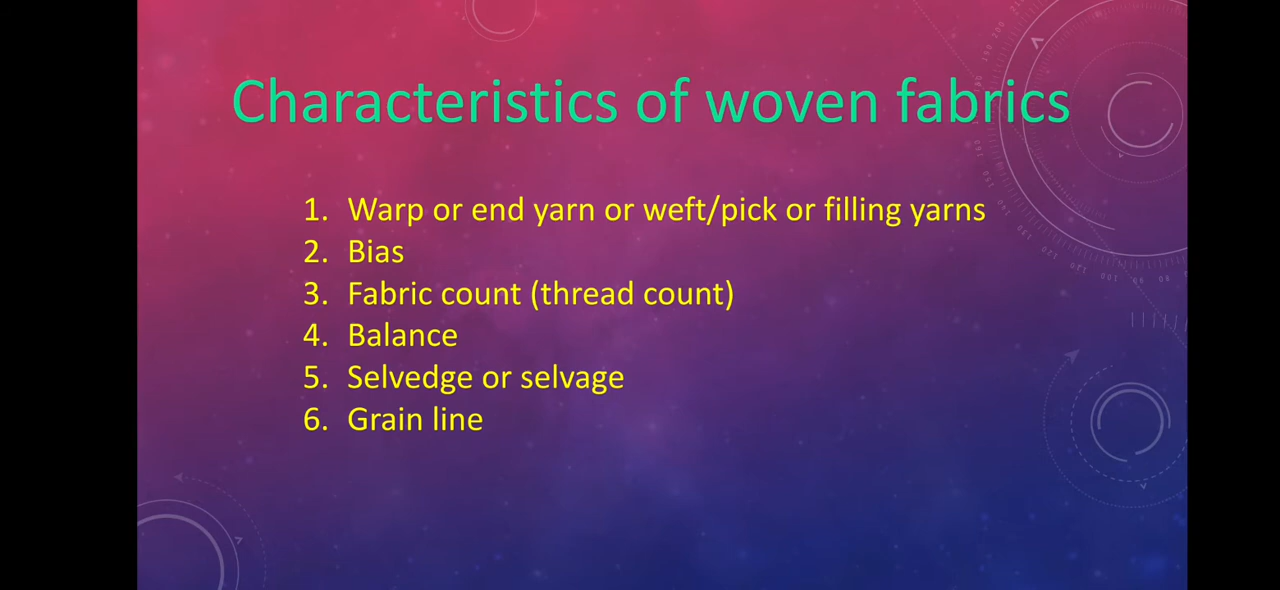 Characteristics of woven fabrics
1. Warp or end yarn or weft/pick or filling yarns
2. Bias
3. Fabric count (thread count)
4. Balance
5. Selvedge or selvage
6. Grain line